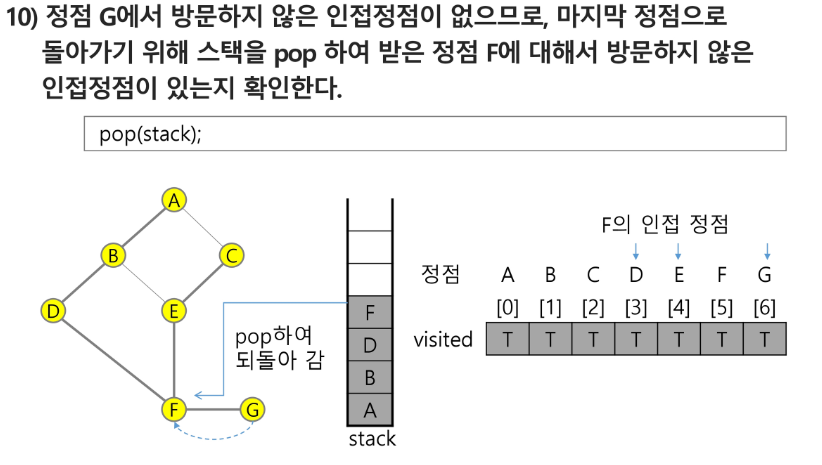 10) 정점 G에서 방문하지 않은 인접정점이 없으므로, 마지막 정점으로
돌아가기 위해 스택을 pop 하여 받은 정점 F에 대해서 방문하지 않은
인접정점이 있는지 확인한다.
pop(stack);
A
B
C
D
E
F
G
pop하여
되돌아 감
F
D
B
A
stack
F의 인접 정점
정점 A B C D E F G
[0] [1] [2] [3] [4] [5] [6]
visited T T T T T T T